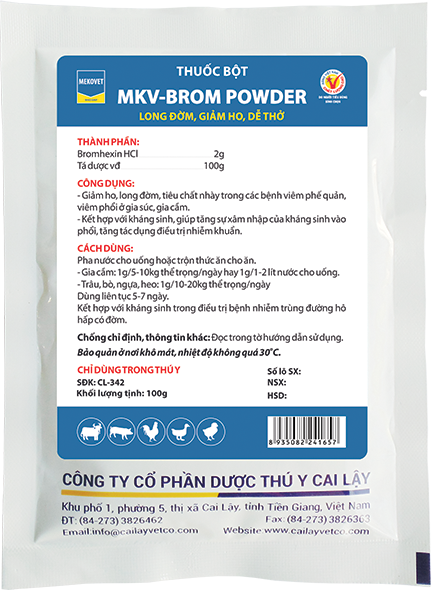 MEKOVET
THUỐC BỘT
MKV-BROM POWDER
LONG ĐỜM, GIẢM HO, DỄ THỞ
THÀNH PHẦN:
Bromhexin HCl 2g
Tá dược vđ 100g
CÔNG DỤNG:
- Giảm ho, long đờm, tiêu chất nhày trong các bệnh viêm phế quản,
viêm phổi ở gia súc, gia cầm.
- Kết hợp với kháng sinh, giúp tăng sự xâm nhập của kháng sinh vào
phổi, tăng tác dụng điều trị nhiễm khuẩn.
CÁCH DÙNG:
Pha nước cho uống hoặc trộn thức ăn cho ăn.
- Gia cầm: 1g/5-10kg thể trọng/ngày hay 1g/1-2 lít nước cho uống.
- Trâu, bò, ngựa, heo: 1g/10-20kg thể trọng/ngày
Dùng liên tục 5-7 ngày.
Kết hợp với kháng sinh trong điều trị bệnh nhiễm trùng đường hô
hấp có đờm.
Chống chỉ định, thông tin khác: Đọc trong tờ hướng dẫn sử dụng.
Bảo quản ở nơi khô mát, nhiệt độ không quá 30°C.
CHỈ DÙNG TRONG THÚ Y
SĐK: CL-342
Khối lượng tịnh: 100g
Số lô SX:
NSX:
HSD:
8 935082 241657
CÔNG TY CỔ PHẦN DƯỢC THÚ Y CAI LẬY
Khu phố 1, phường 5, thị xã Cai Lậy, tỉnh Tiền Giang, Việt Nam
ĐT: (84-273) 3826462 Fax: (84-273) 3826363
Email:info@cailayvetco.com Website www.cailayvetco.com